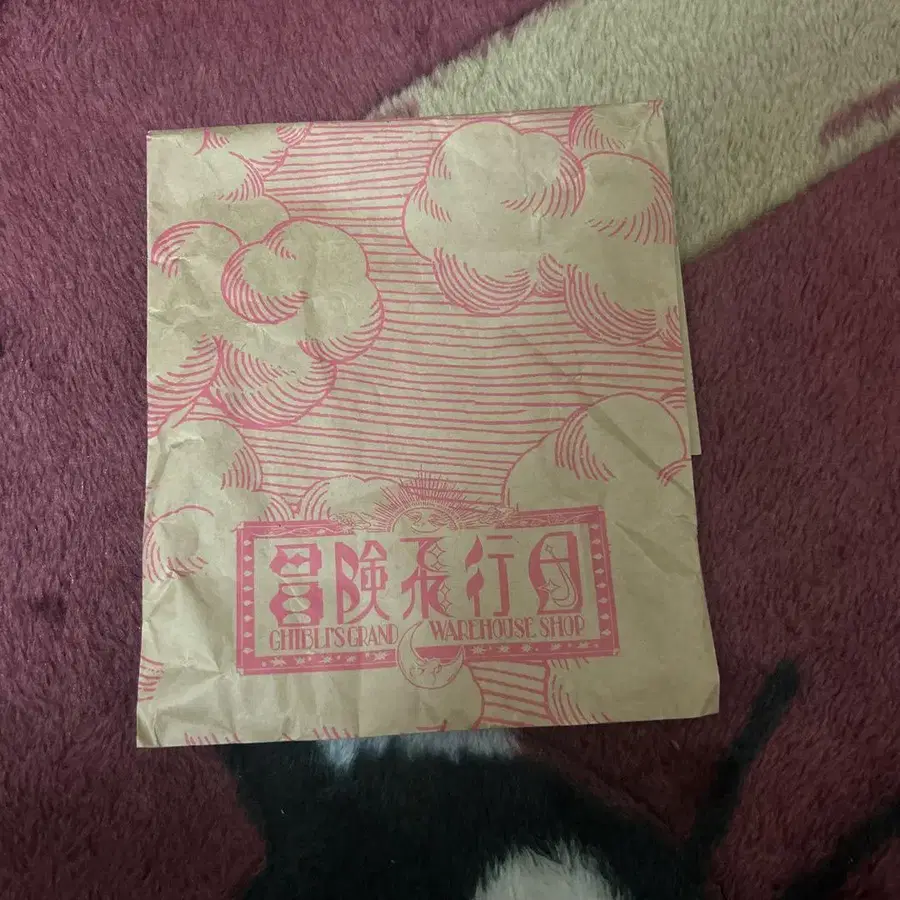 冒険飛行団
GHIBLI'S GRAND WAREHOUSE SHOP